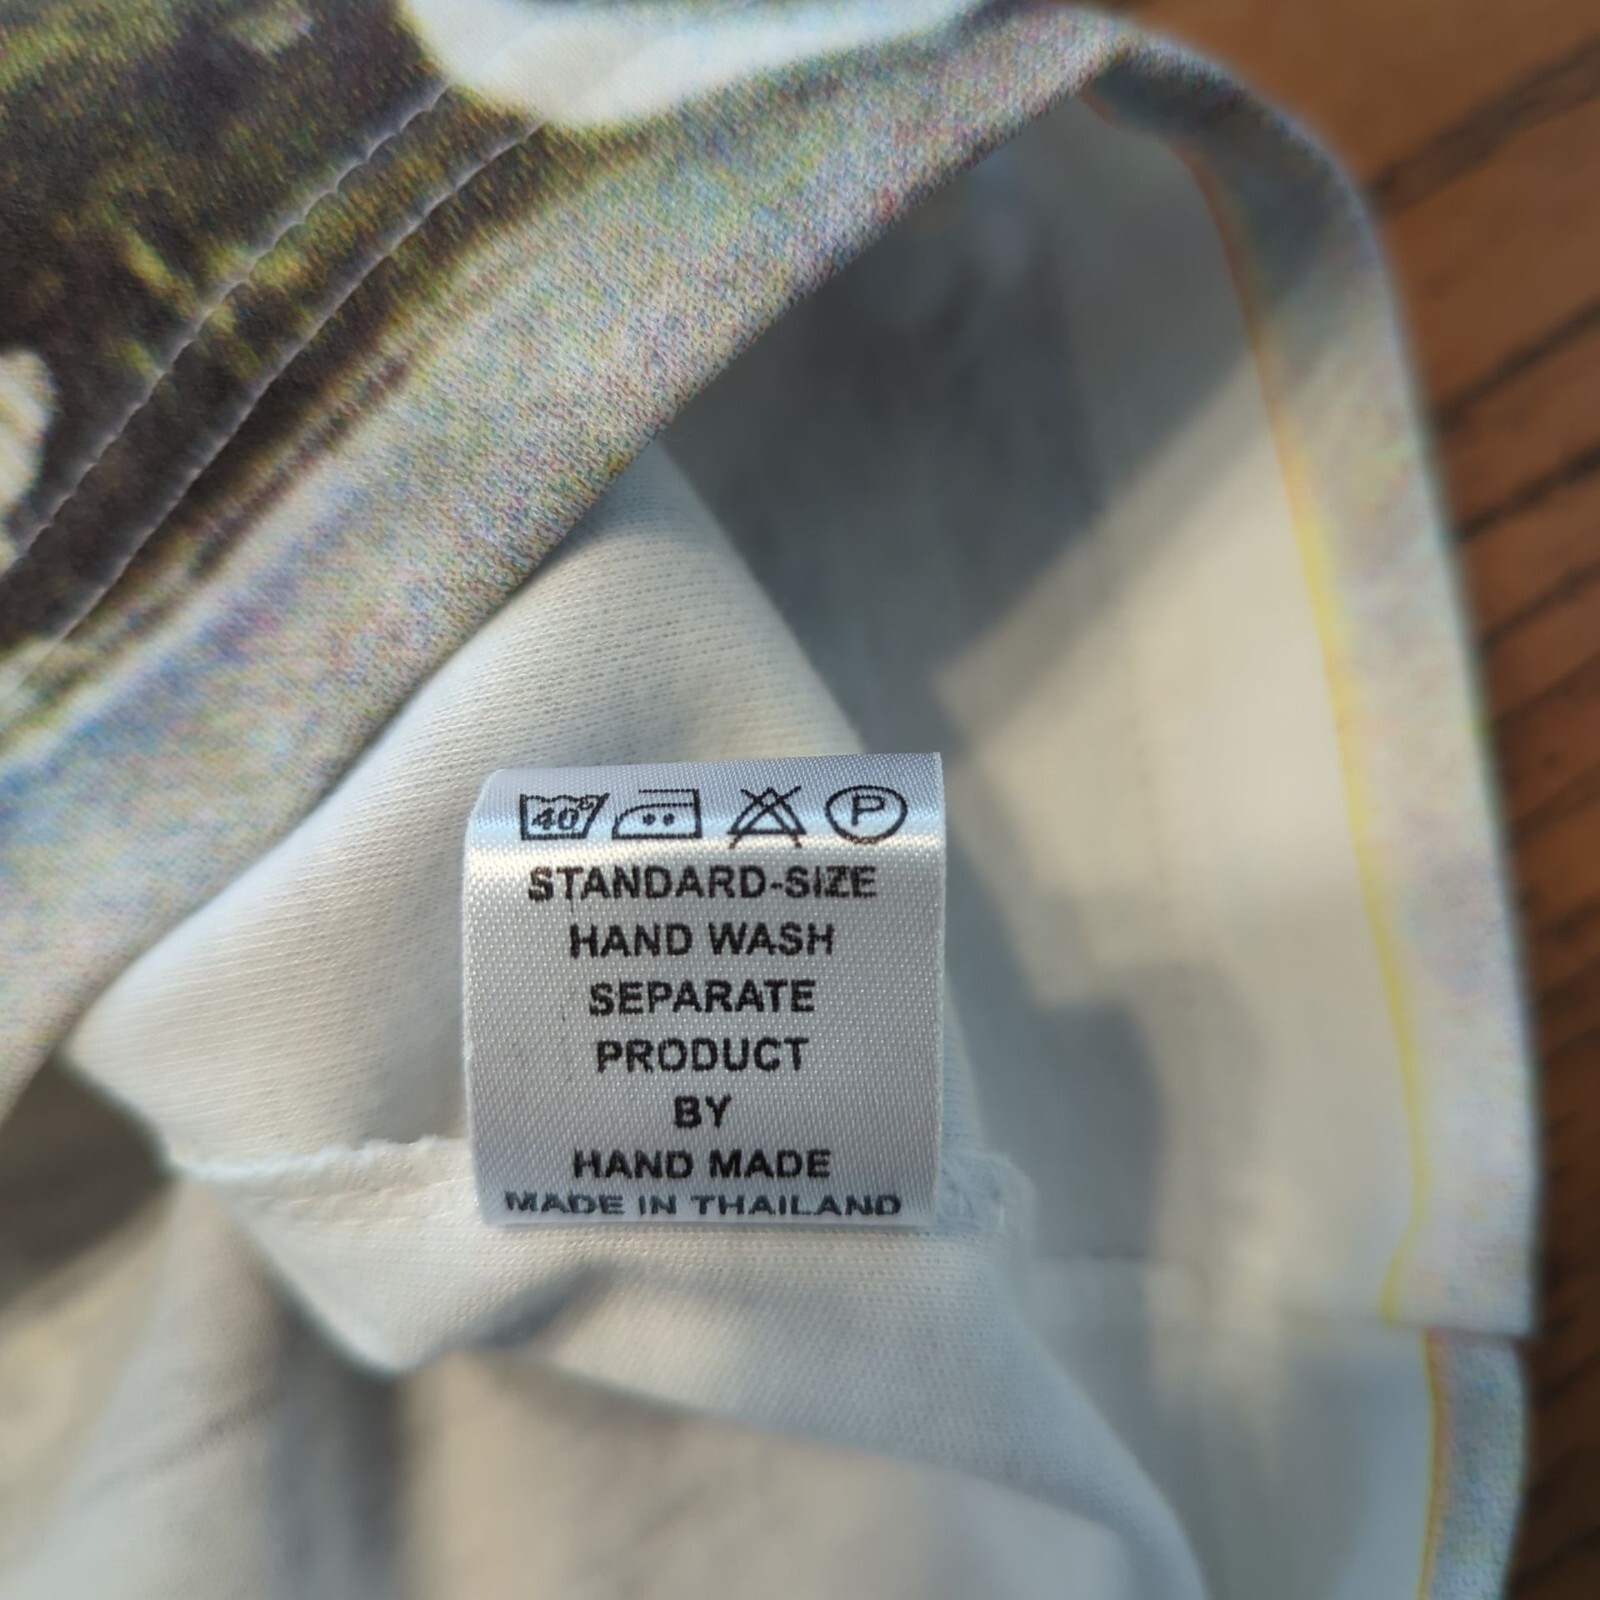 40°
P
STANDARD-SIZE
HAND WASH
SEPARATE
PRODUCT
BY
HAND MADE
MADE IN THAILAND